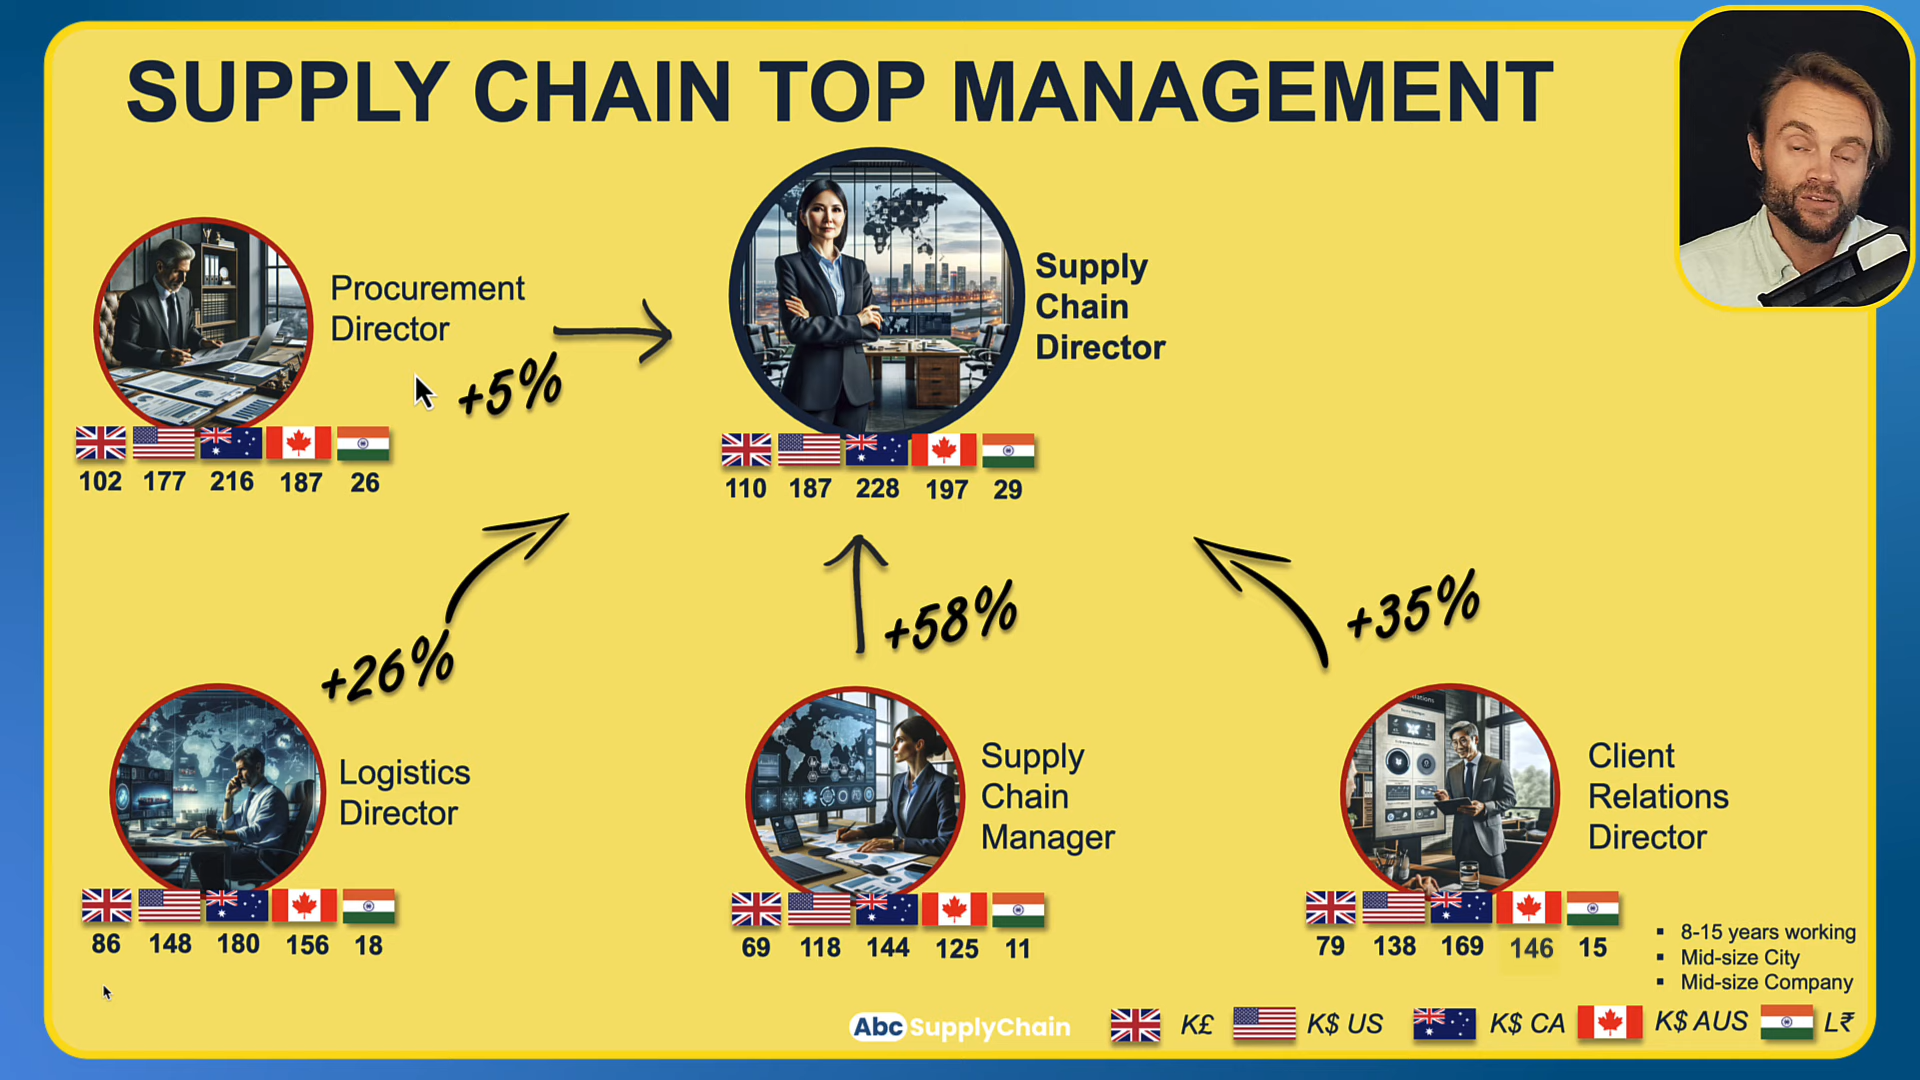 SUPPLY CHAIN TOP MANAGEMENT
Procurement
Director
+5%
102 177 216 187 26
Supply
Chain
Director
110 187 228 197 29
+26%
+58%
+35%
Logistics
Director
86 148 180 156 18
Supply
Chain
Manager
69 118 144 125 11
Client
Relations
Director
79 138 169 146 15
▪ 8-15 years working
▪ Mid-size City
▪ Mid-size Company
Abc SupplyChain
K£ K$ US K$ CA K$ AUS L₹